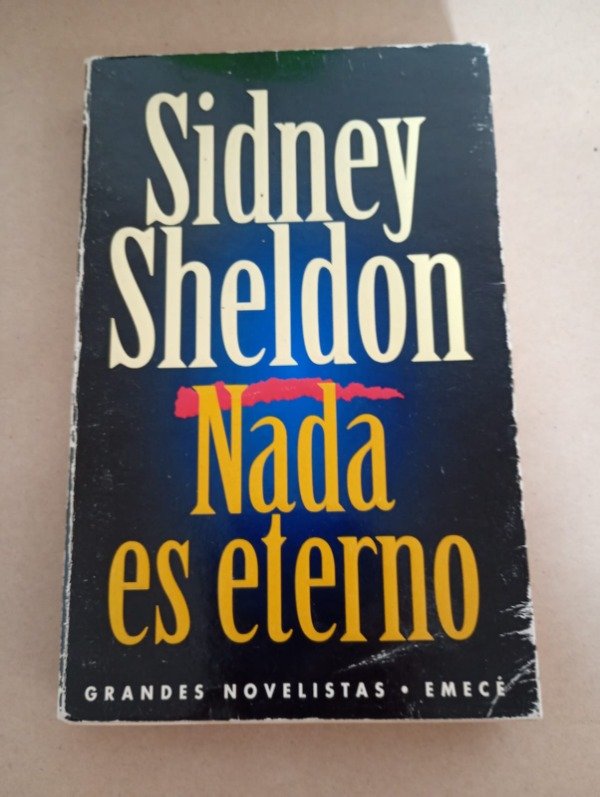 Sidney
Sheldon
Nada
es eterno
GRANDES NOVELISTAS • EMECÉ